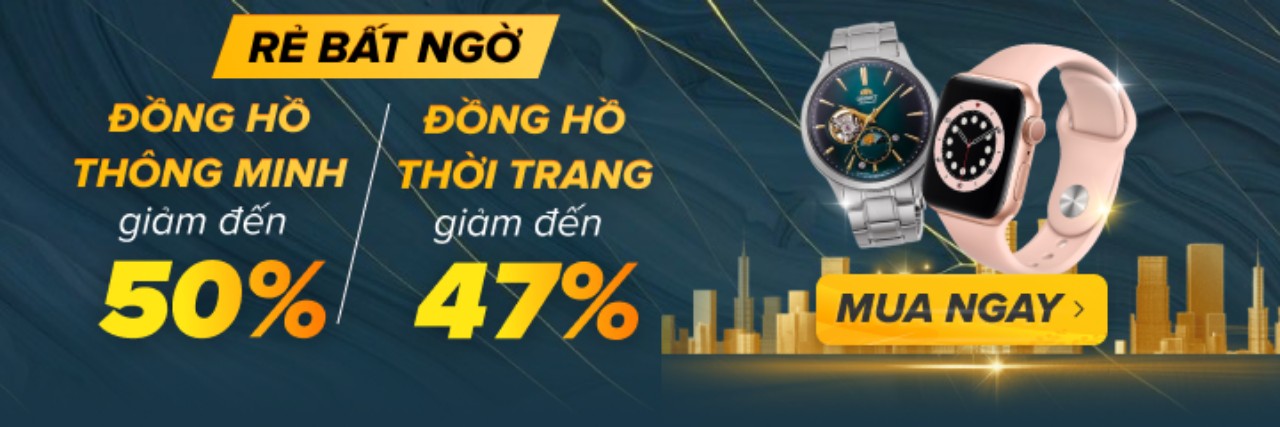 RẺ BẤT NGỜ
ĐỒNG HỒ
THÔNG MINH
giảm đến
50%
ĐỒNG HỒ
THỜI TRANG
giảm đến
47%
MUA NGAY >